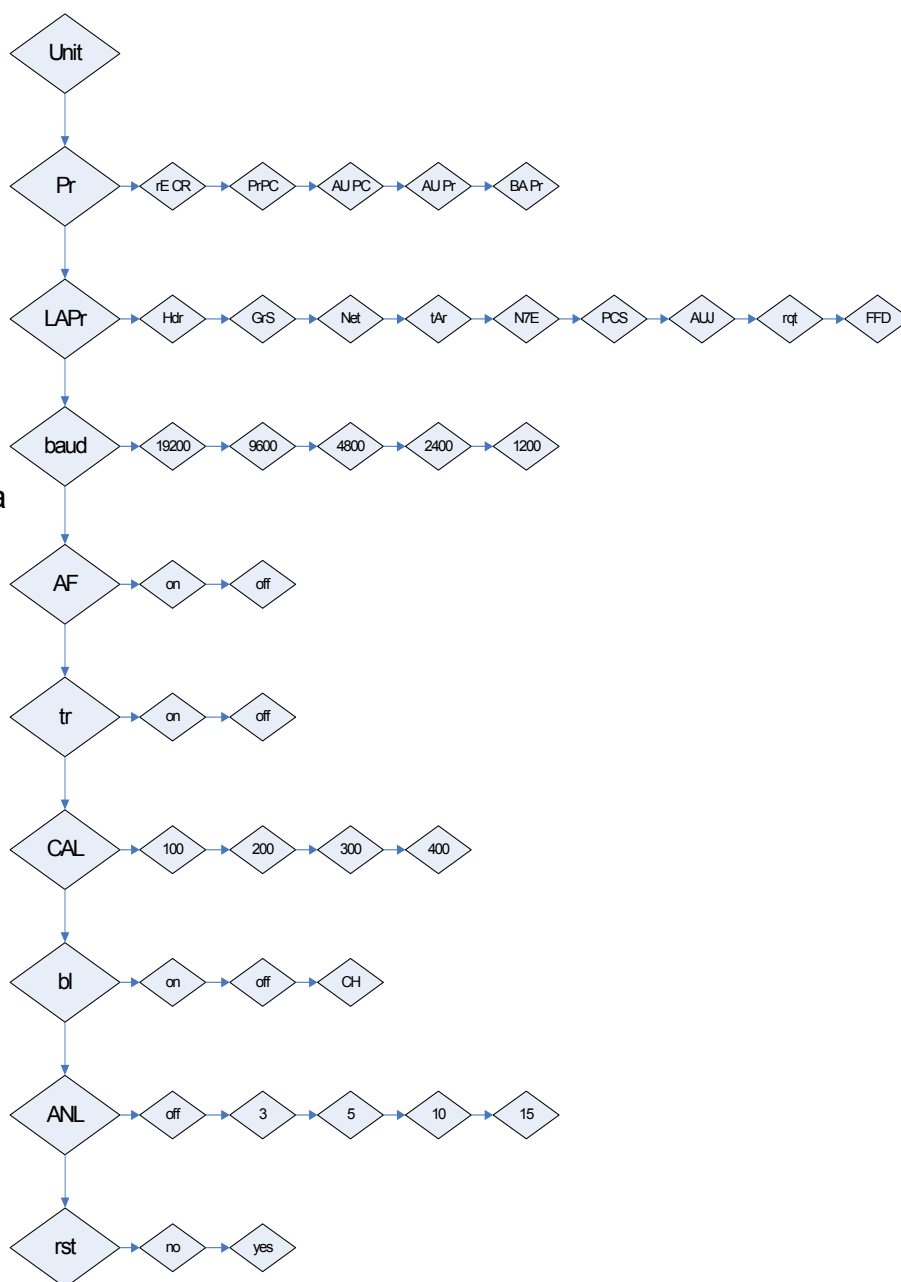 Unit
Pr rE CR PrPC AU PC AU Pr BA Pr
LAPr Hdr GrS Net tAr N7E PCS AUJ rqt FFD
baud 19200 9600 4800 2400 1200
a
AF on off
tr on off
CAL 100 200 300 400
bl on off CH
ANL off 3 5 10 15
rst no yes